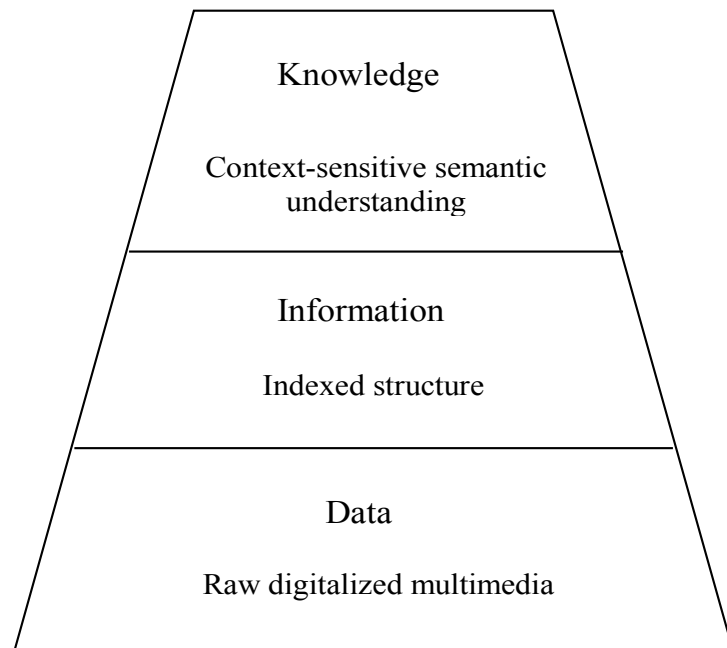 Knowledge
Context-sensitive semantic
understanding
Information
Indexed structure
Data
Raw digitalized multimedia